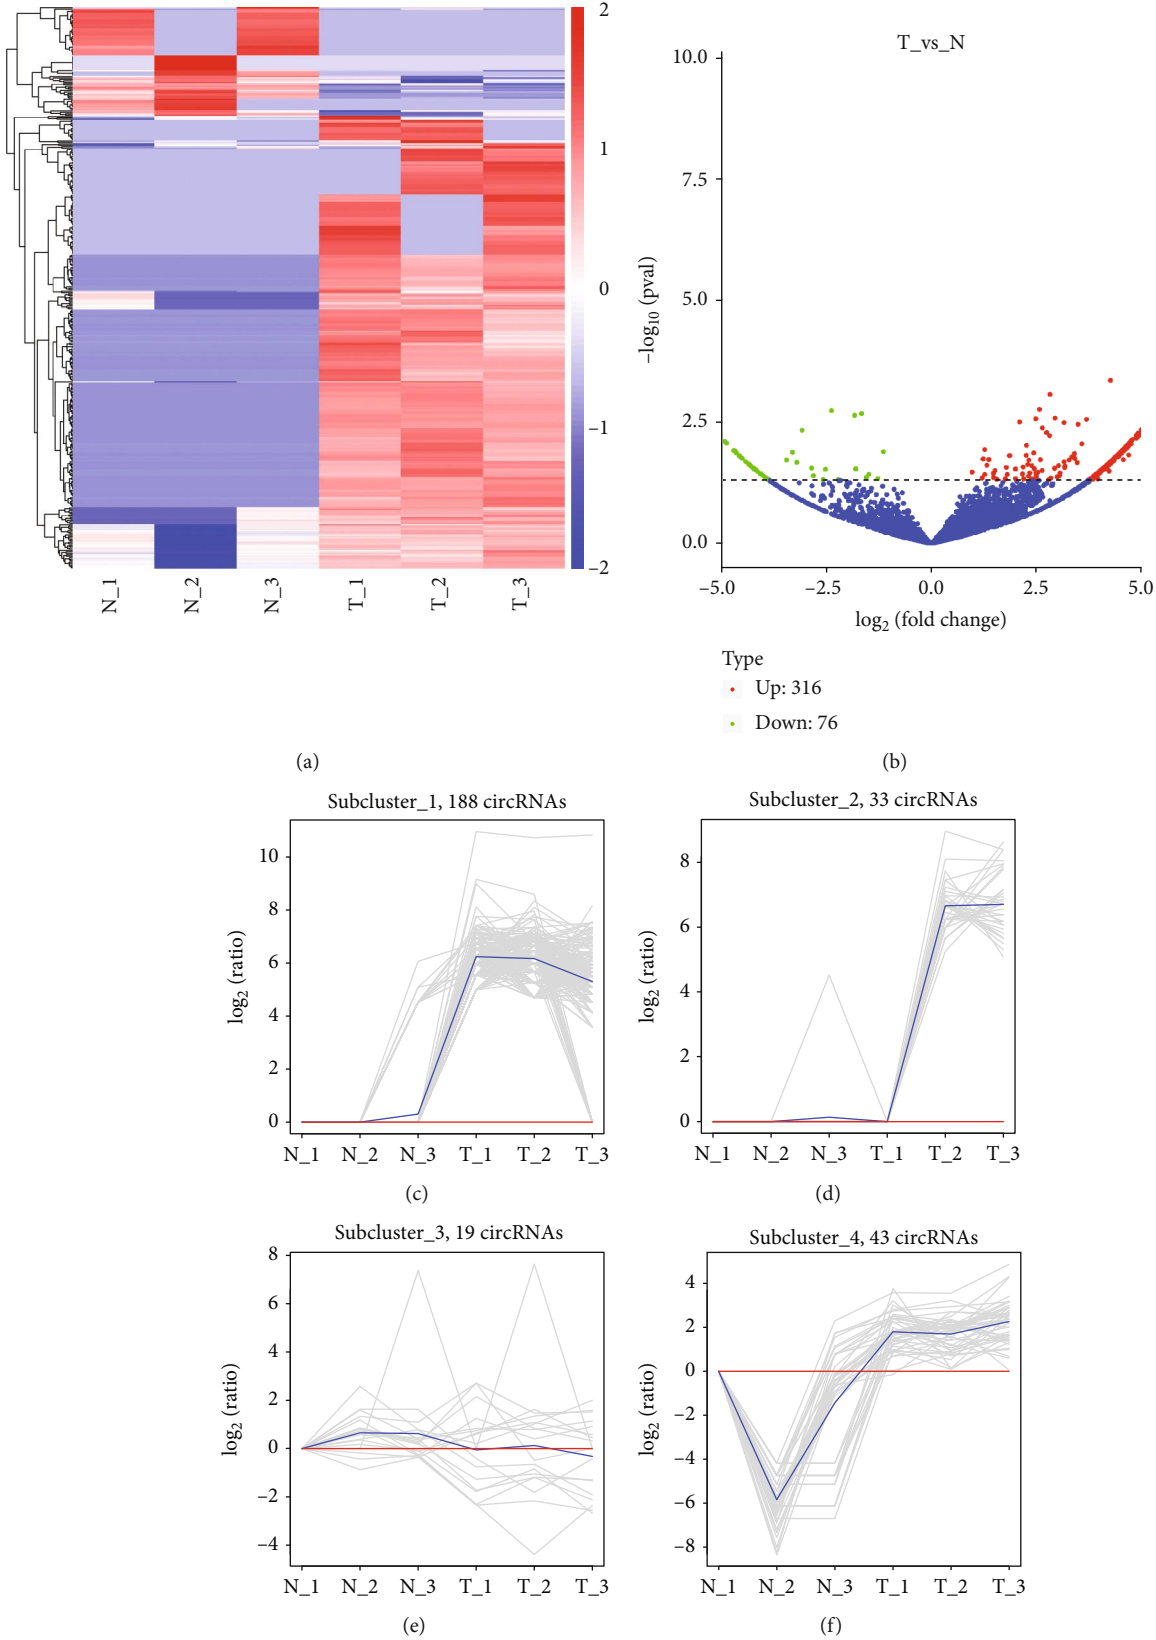 2
1
0
−1
−2
N_1
N_2
N_3
T_1
T_2
T_3
(a)
T_vs_N
10.0
7.5
5.0
2.5
0.0
−log10 (pval)
−5.0
−2.5
0.0
2.5
5.0
log2 (fold change)
Type
Up: 316
Down: 76
(b)
Subcluster_1, 188 circRNAs
10
8
6
4
2
0
log2 (ratio)
N_1
N_2
N_3
T_1
T_2
T_3
(c)
Subcluster_2, 33 circRNAs
8
6
4
2
0
log2 (ratio)
N_1
N_2
N_3
T_1
T_2
T_3
(d)
Subcluster_3, 19 circRNAs
8
6
4
2
0
−2
−4
log2 (ratio)
N_1
N_2
N_3
T_1
T_2
T_3
(e)
Subcluster_4, 43 circRNAs
4
2
0
−2
−4
−6
−8
log2 (ratio)
N_1
N_2
N_3
T_1
T_2
T_3
(f)